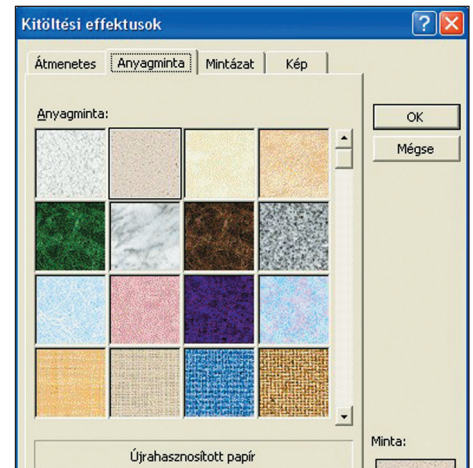 Kitöltési effektusok
Átmenetes Anyagminta Mintázat Kép
Anyagminta:
OK
Mégse
Újrahasznosított papír
Minta: